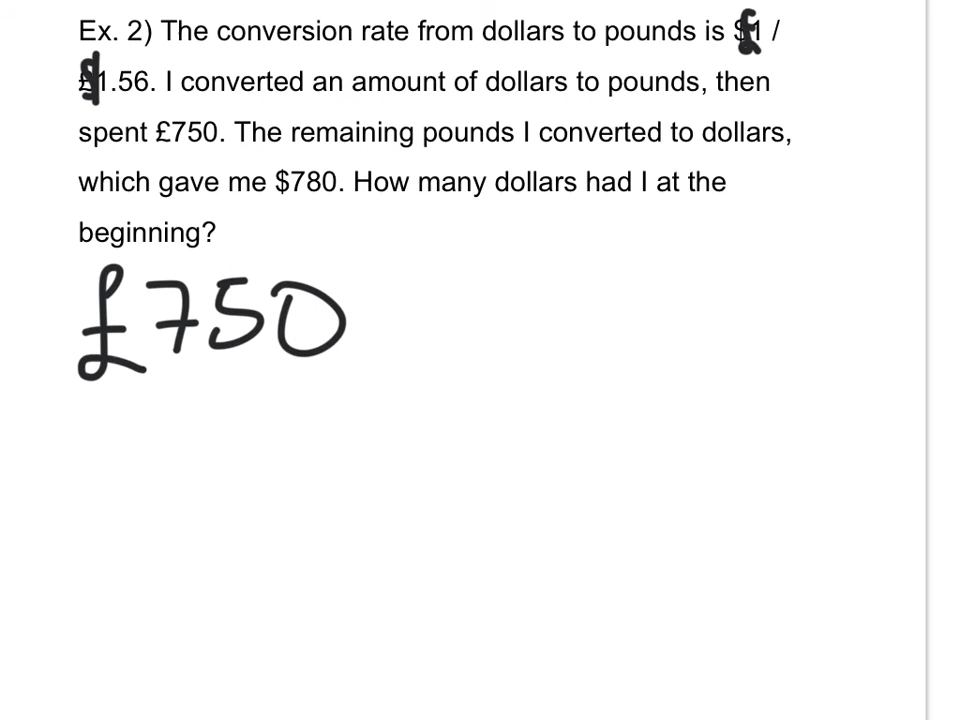 Ex. 2) The conversion rate from dollars to pounds is £1 /
$1.56. I converted an amount of dollars to pounds, then
spent £750. The remaining pounds I converted to dollars,
which gave me $780. How many dollars had I at the
beginning?
£750